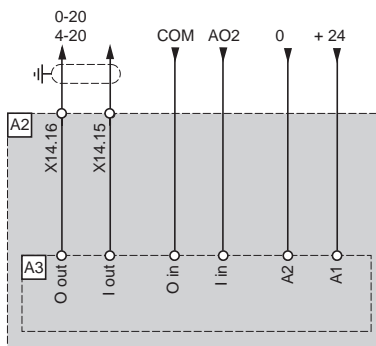 0-20
4-20
COM
AO2
0
+ 24
A2
X14.16
X14.15
A3
O out
I out
O in
I in
A2
A1